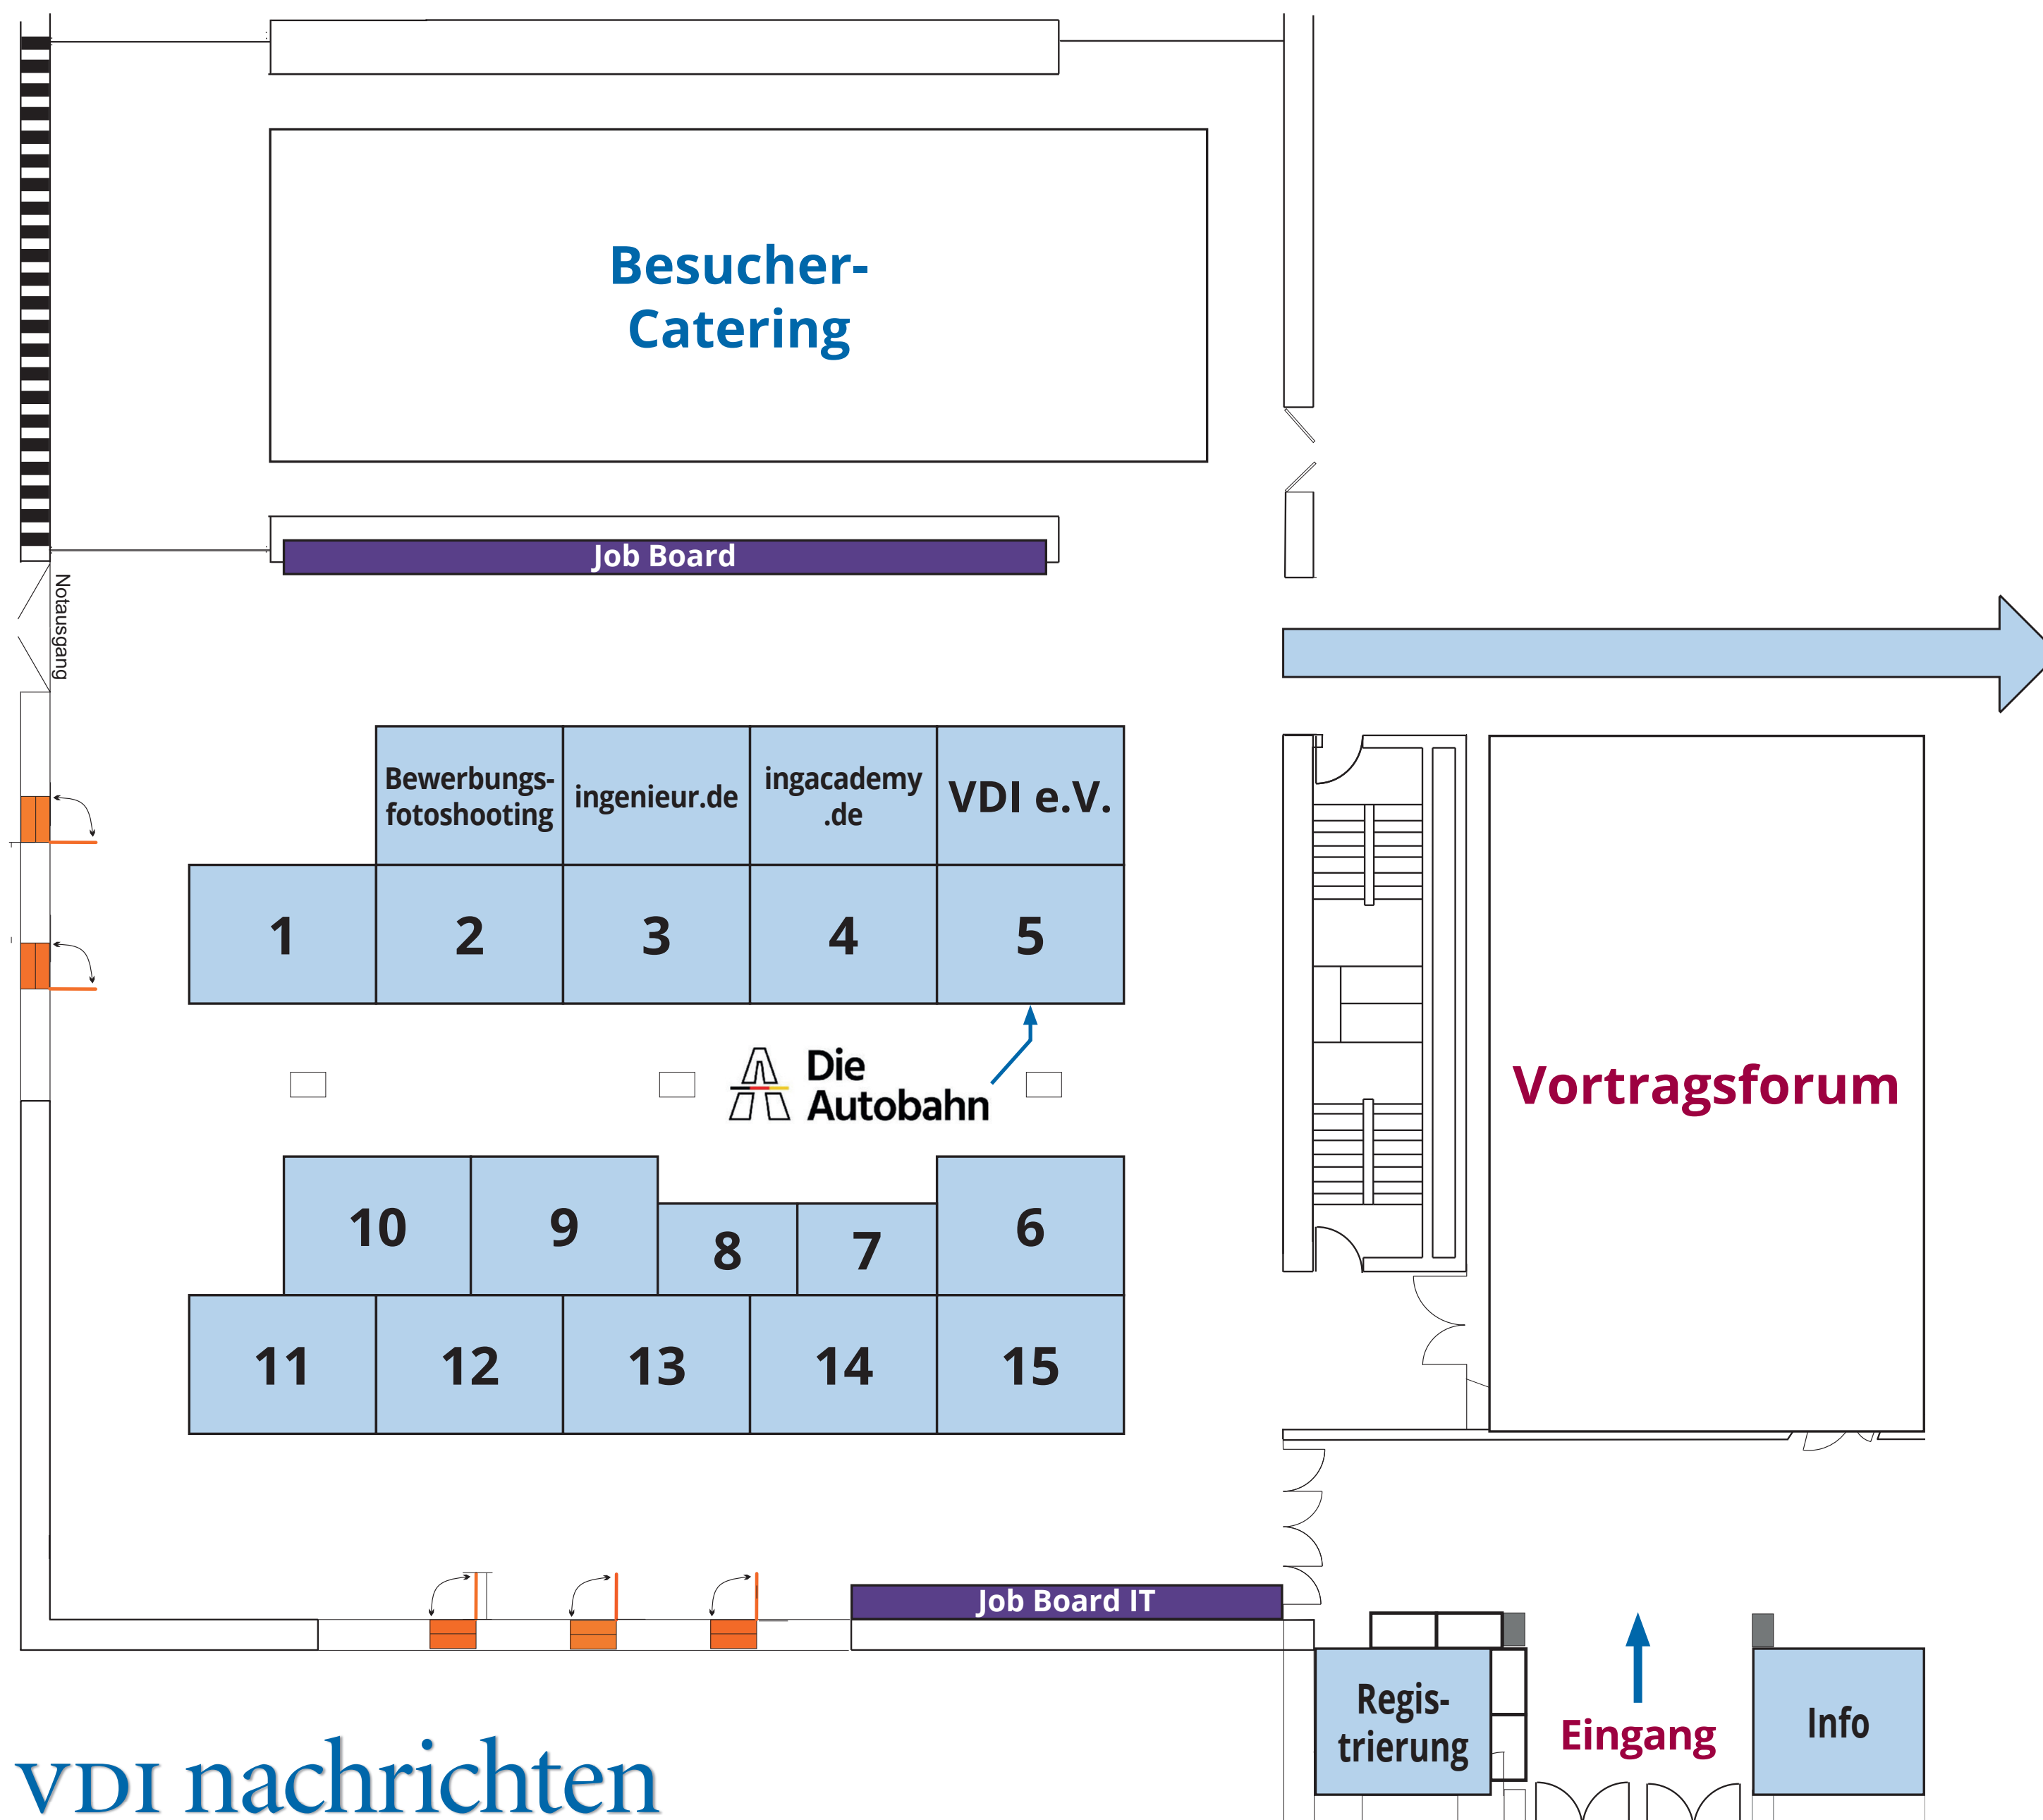 Besucher-
Catering
Job Board
Notausgang
Bewerbungs-
fotoshooting
ingenieur.de
ingacademy
.de
VDI e.V.
1
2
3
4
5
Die
Autobahn
Vortragsforum
10
9
8
7
6
11
12
13
14
15
Job Board IT
Regis-
trierung
Eingang
Info
VDI nachrichten